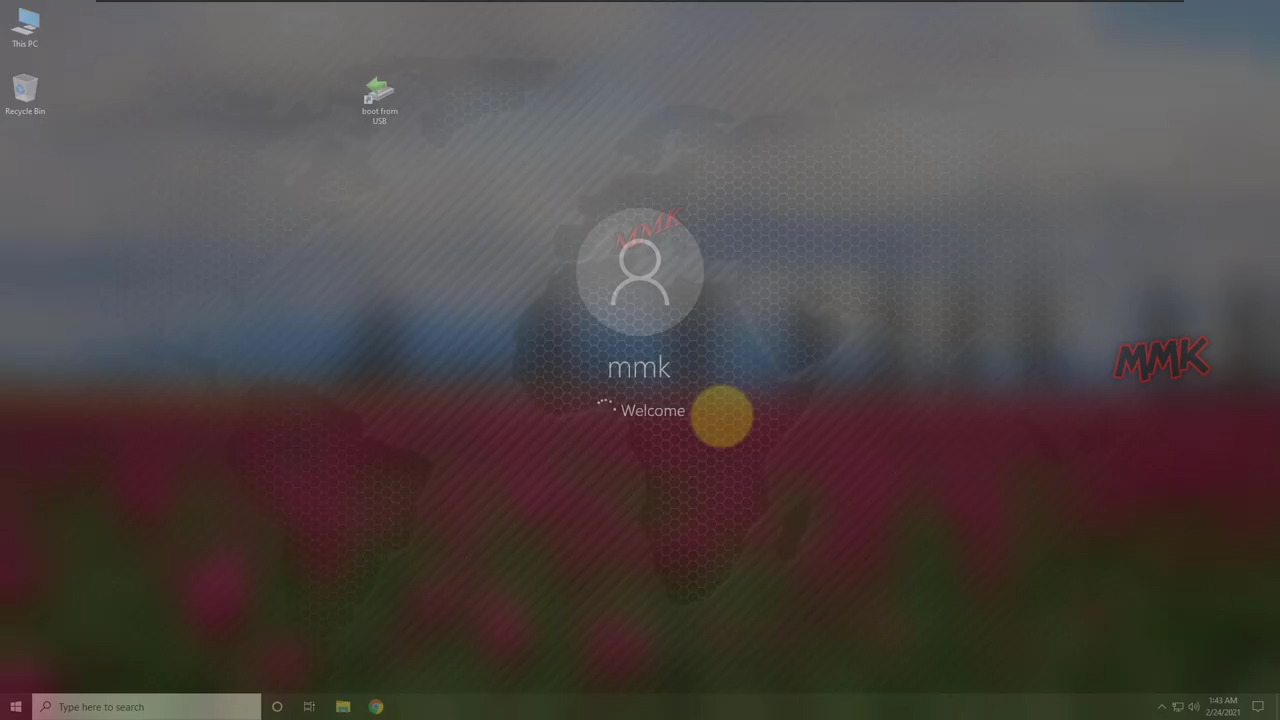 This PC
Recycle Bin
boot from
USB
MMK
mmk
Welcome
MMK
Type here to search
1:43 AM
2/24/2021